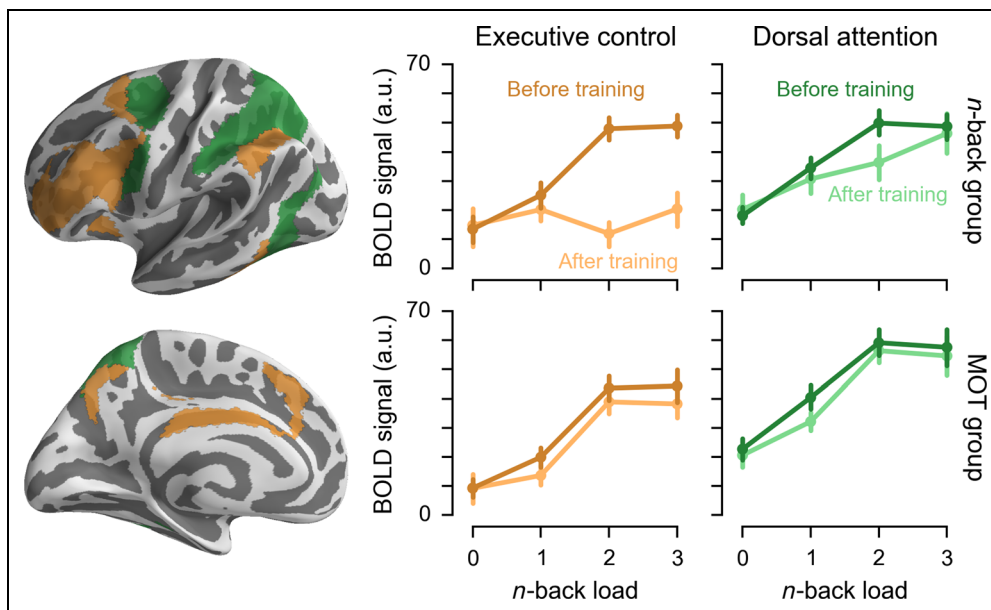 Executive control
Dorsal attention
70
BOLD signal (a.u.)
0
Before training
After training
Before training
After training
n-back group
70
BOLD signal (a.u.)
0
MOT group
0 1 2 3
0 1 2 3
n-back load
n-back load